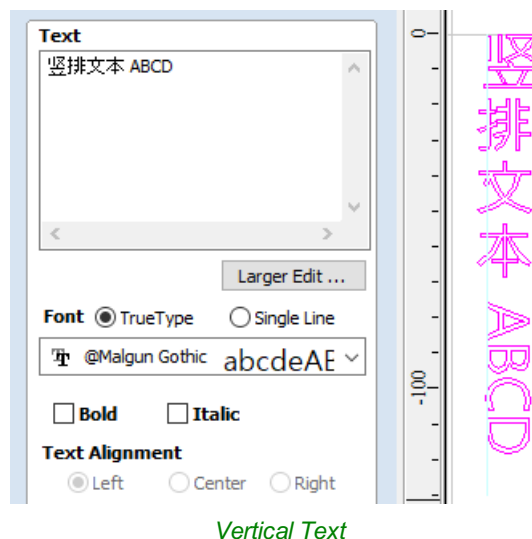 Text
竖排文本 ABCD
Larger Edit ...
Font TrueType Single Line
@Malgun Gothic abcdeAE
Bold Italic
Text Alignment
Left Center Right
0
-100
竖排文本 ABCD
Vertical Text